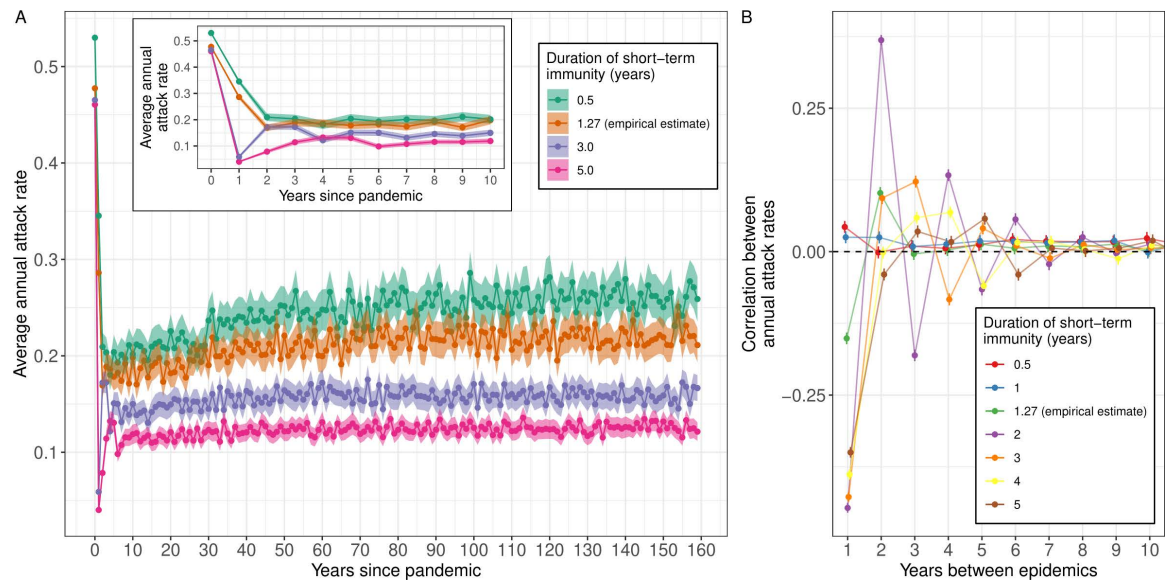 A
Average annual attack rate
0.5
0.4
0.3
0.2
0.1
0 10 20 30 40 50 60 70 80 90 100 110 120 130 140 150 160
Years since pandemic
Average annual
attack rate
0.5
0.4
0.3
0.2
0.1
0 1 2 3 4 5 6 7 8 9 10
Years since pandemic
Duration of short−term
immunity (years)
0.5
1.27 (empirical estimate)
3.0
5.0
B
Correlation between
annual attack rates
0.25
0.00
−0.25
1 2 3 4 5 6 7 8 9 10
Years between epidemics
Duration of short−term
immunity (years)
0.5
1
1.27 (empirical estimate)
2
3
4
5